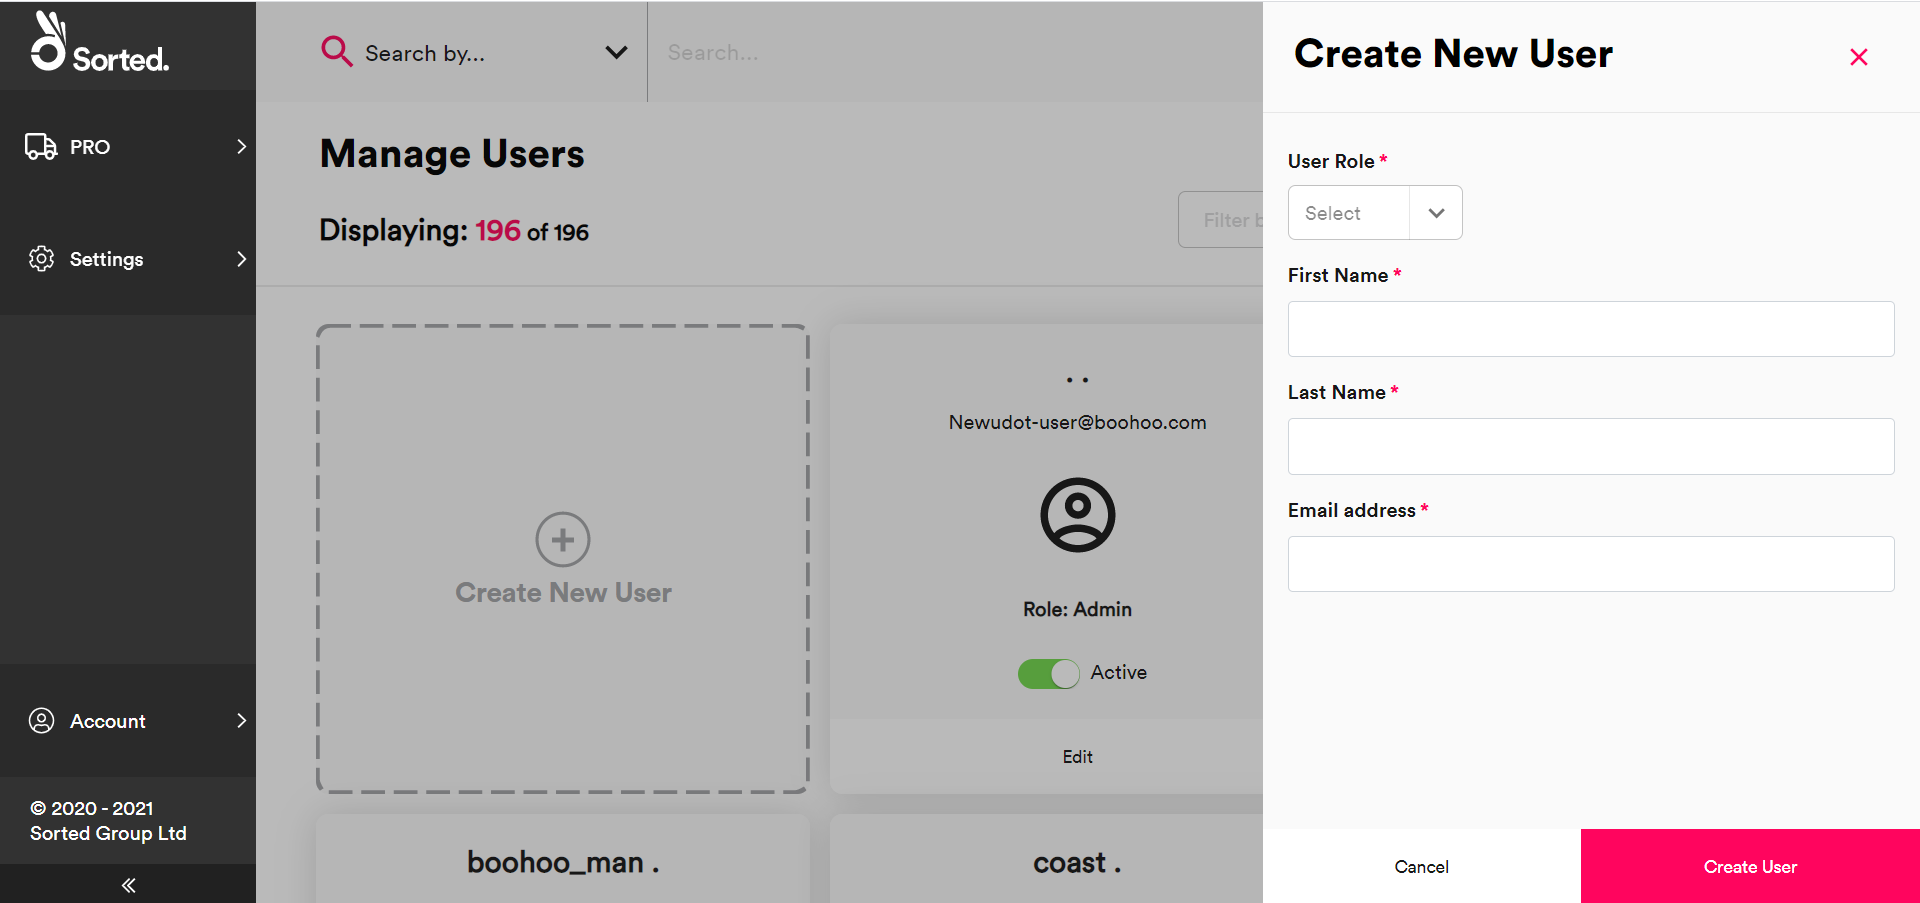 Sorted.
PRO
Settings
Account
© 2020 - 2021
Sorted Group Ltd
Search by...
Search...
Manage Users
Displaying: 196 of 196
Filter b
Create New User
. .
Newudot-user@boohoo.com
Role: Admin
Active
Edit
boohoo_man .
coast .
Create New User
User Role *
Select
First Name *
Last Name *
Email address *
Cancel
Create User